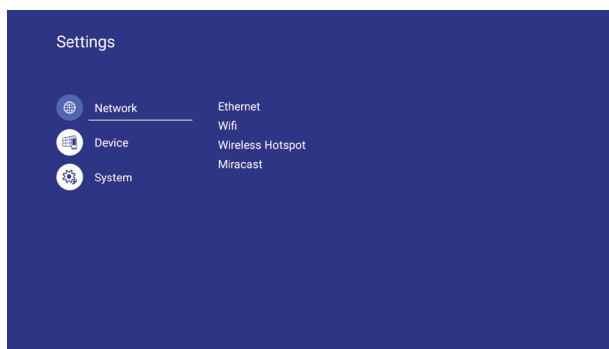 Settings
Network
Device
System
Ethernet
Wifi
Wireless Hotspot
Miracast